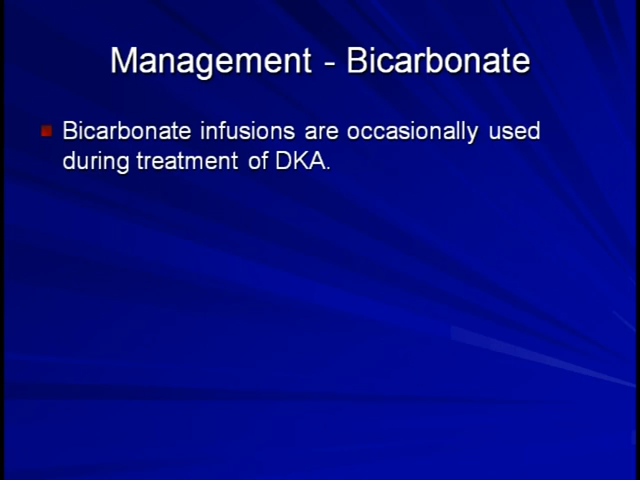 Management - Bicarbonate
Bicarbonate infusions are occasionally used
during treatment of DKA.